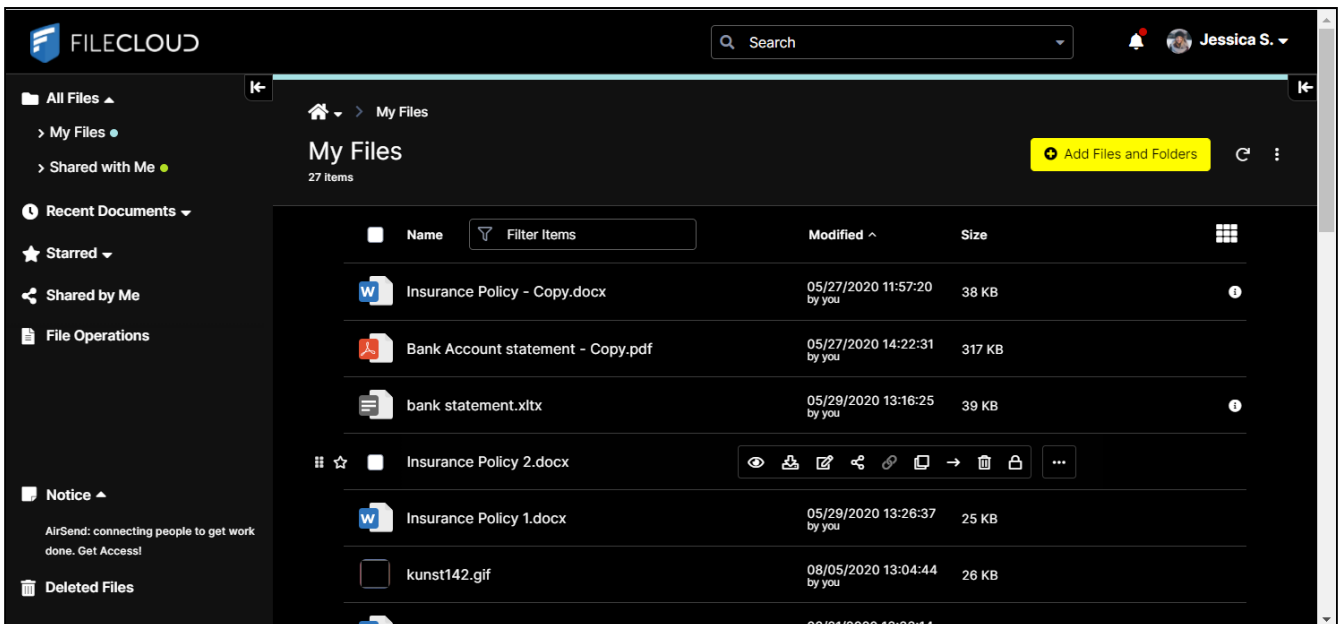 FILECLOUD
Search
Jessica S.
All Files
My Files
Shared with Me
Recent Documents
Starred
Shared by Me
File Operations
Notice
AirSend: connecting people to get work
done. Get Access!
Deleted Files
My Files
My Files
27 items
Add Files and Folders
Name Filter Items Modified Size
Insurance Policy - Copy.docx 05/27/2020 11:57:20 38 KB
by you
Bank Account statement - Copy.pdf 05/27/2020 14:22:31 317 KB
by you
bank statement.xltx 05/29/2020 13:16:25 39 KB
by you
Insurance Policy 2.docx
Insurance Policy 1.docx 05/29/2020 13:26:37 25 KB
by you
kunst142.gif 08/05/2020 13:04:44 26 KB
by you